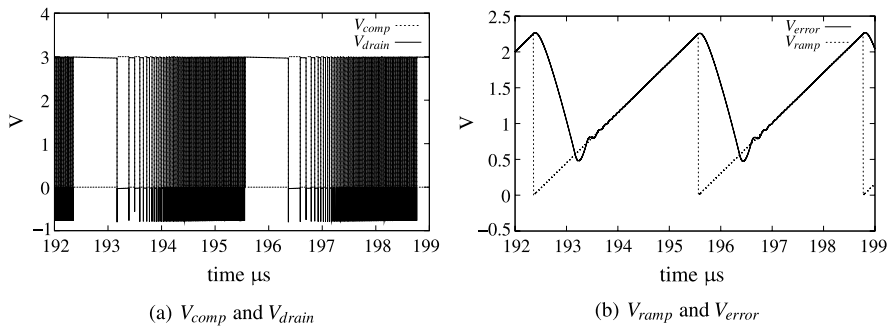 V_comp
V_drain
4
3
2
1
0
−1
V
192 193 194 195 196 197 198 199
time μs
(a) V_comp and V_drain
V_error
V_ramp
2.5
2
1.5
1
0.5
0
−0.5
V
192 193 194 195 196 197 198 199
time μs
(b) V_ramp and V_error